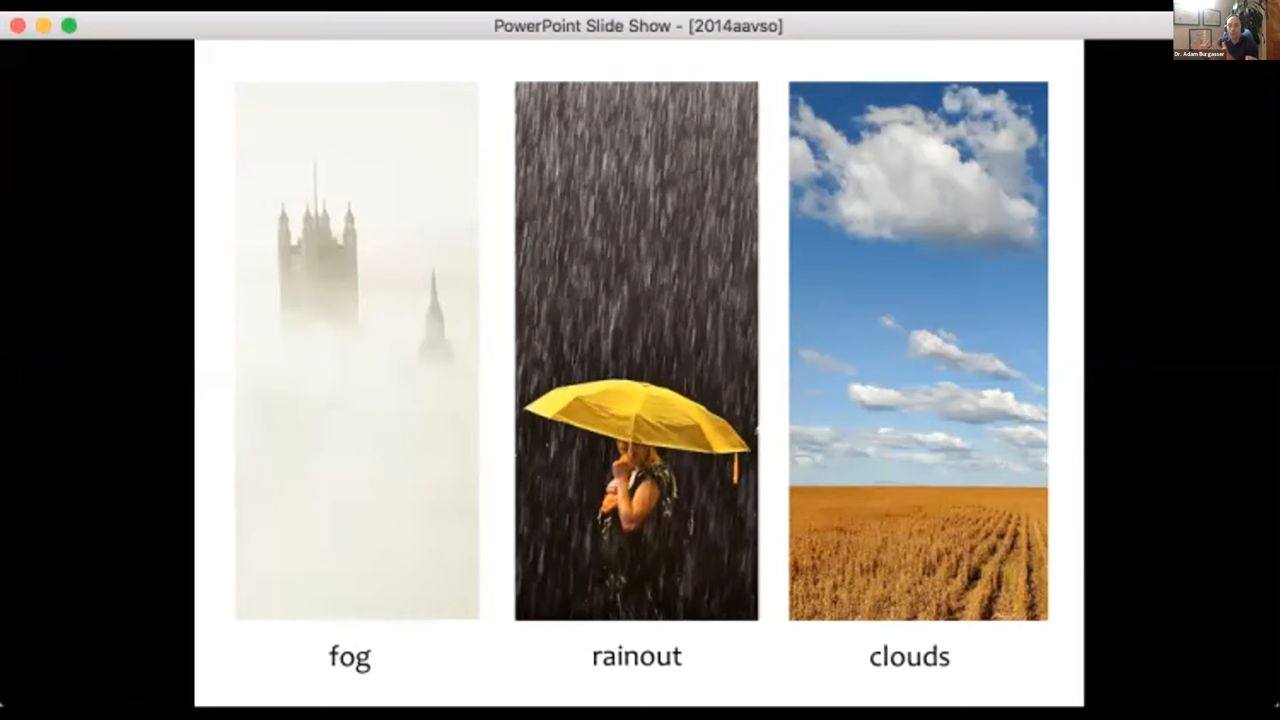 PowerPoint Slide Show - [2014aavso]
Dr. Adam Burgasser
fog
rainout
clouds